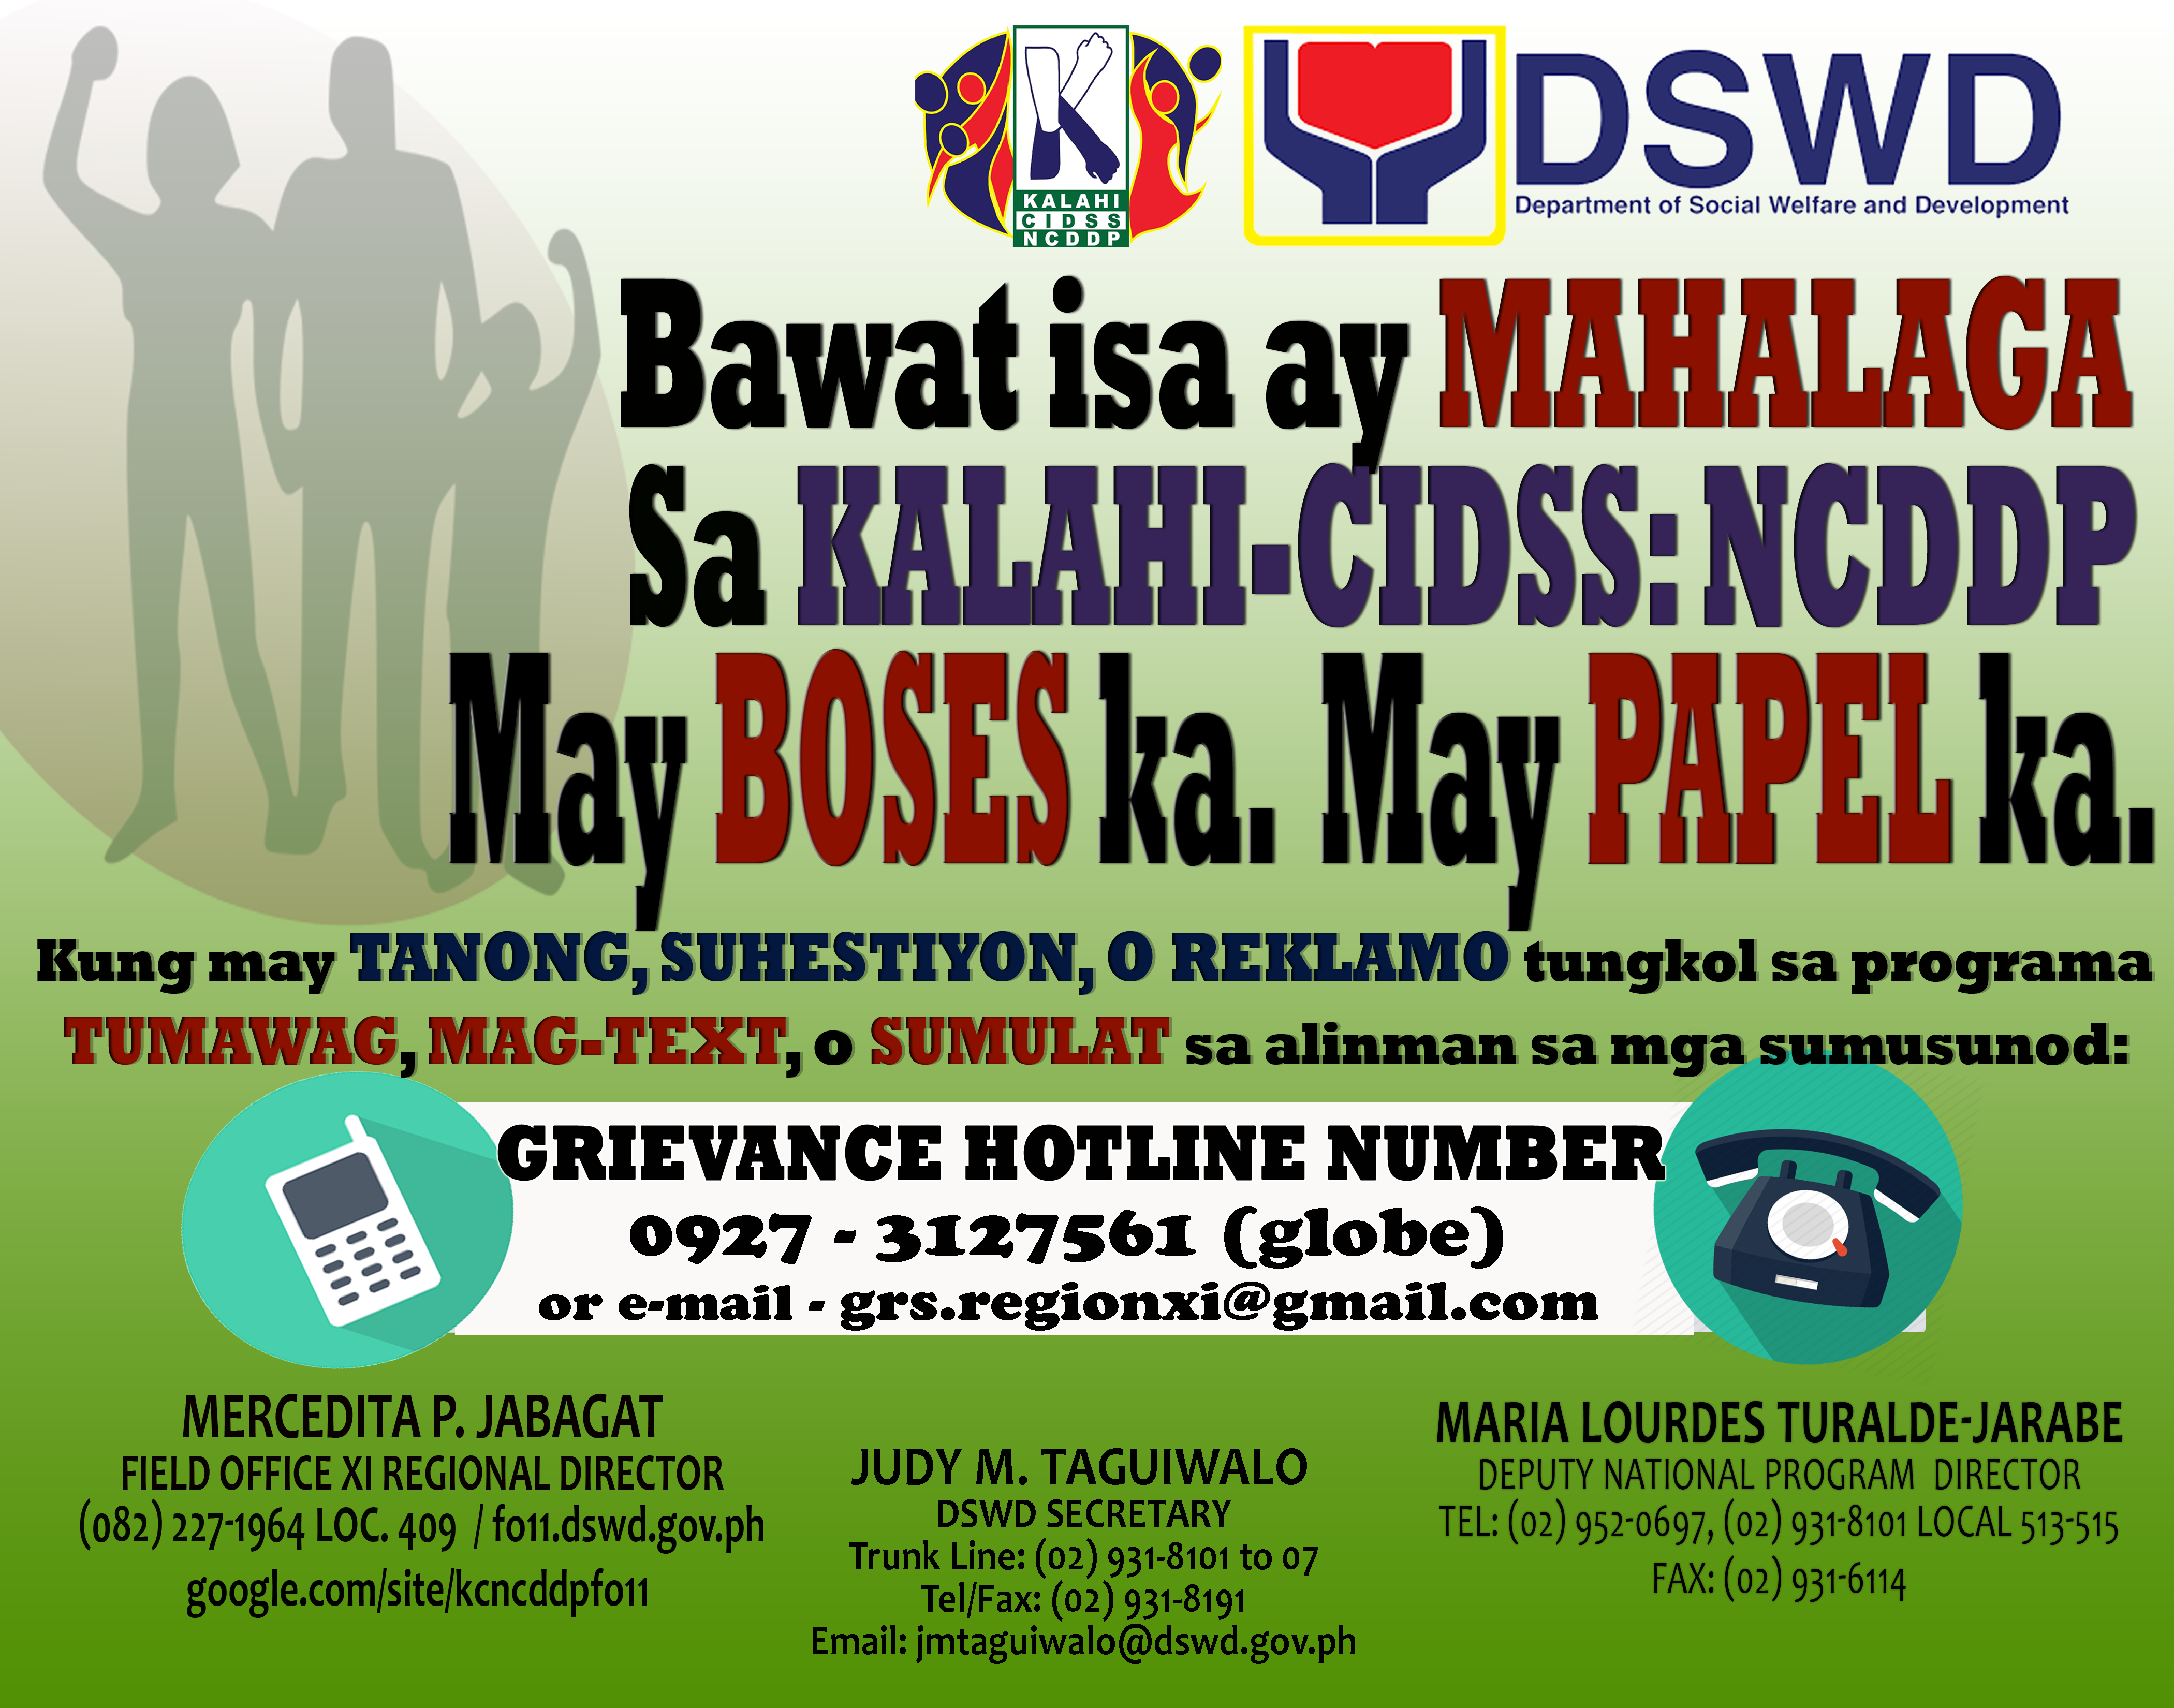 KALAHI
CIDSS
NCDDP
DSWD
Department of Social Welfare and Development
Bawat isa ay MAHALAGA
Sa KALAHI-CIDSS: NCDDP
May BOSES ka. May PAPEL ka.
Kung may TANONG, SUHESTIYON, O REKLAMO tungkol sa programa
TUMAWAG, MAG-TEXT, o SUMULAT sa alinman sa mga sumusunod:
GRIEVANCE HOTLINE NUMBER
0927 - 3127561 (globe)
or e-mail - grs.regionxi@gmail.com
MERCEDITA P. JABAGAT
FIELD OFFICE XI REGIONAL DIRECTOR
(082) 227-1964 LOC. 409 / fo11.dswd.gov.ph
google.com/site/kcncddpfo11
JUDY M. TAGUIWALO
DSWD SECRETARY
Trunk Line: (02) 931-8101 to 07
Tel/Fax: (02) 931-8191
Email: jmtaguiwalo@dswd.gov.ph
MARIA LOURDES TURALDE-JARABE
DEPUTY NATIONAL PROGRAM DIRECTOR
TEL: (02) 952-0697, (02) 931-8101 LOCAL 513-515
FAX: (02) 931-6114